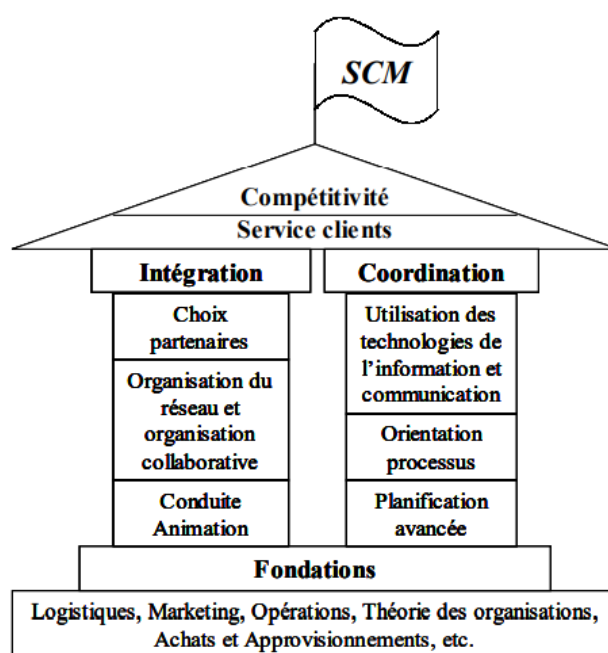 SCM
Compétitivité
Service clients
Intégration
Choix
partenaires
Organisation du
réseau et
organisation
collaborative
Conduite
Animation
Coordination
Utilisation des
technologies de
l'information et
communication
Orientation
processus
Planification
avancée
Fondations
Logistiques, Marketing, Opérations, Théorie des organisations,
Achats et Approvisionnements, etc.